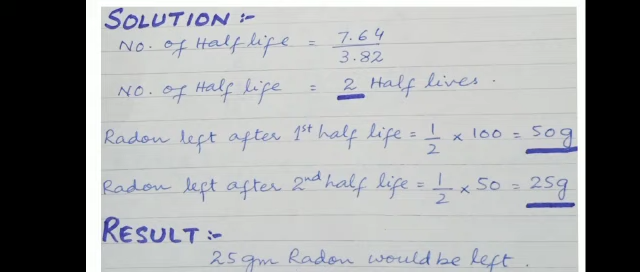 SOLUTION :-
No. of Half life = 7.64 / 3.82
No. of Half life = 2 Half lives.
Radon left after 1st half life = 1/2 × 100 = 50g
Radon left after 2nd half life = 1/2 × 50 = 25g
RESULT :-
25 gm Radon would be left.